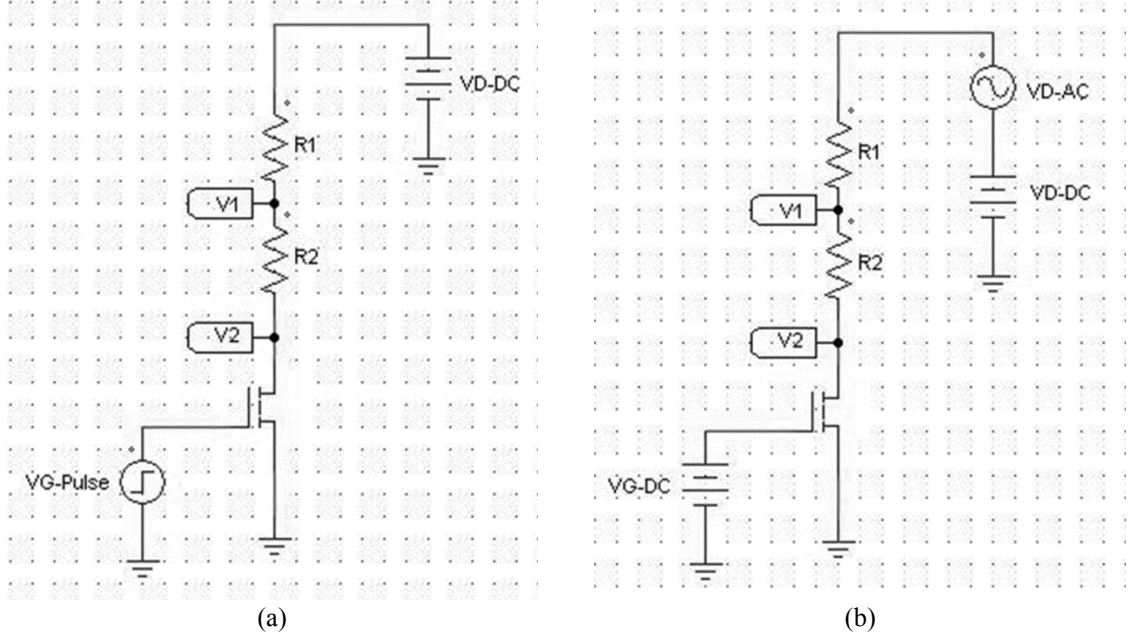 VD-DC
R1
V1
R2
V2
VG-Pulse
(a)
VD-AC
R1
VD-DC
V1
R2
V2
VG-DC
(b)